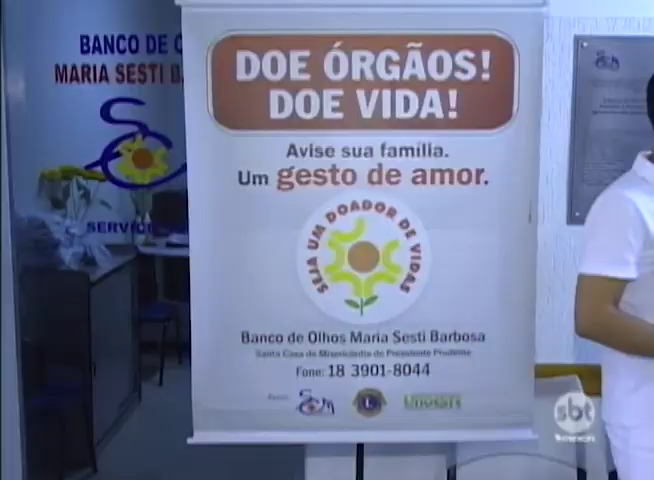 BANCO DE
MARIA SESTI
DOE ÓRGÃOS!
DOE VIDA!
Avise sua família.
Um gesto de amor.
SEJA UM DOADOR DE VIDAS
Banco de Olhos Maria Sesti Barbosa
Santa Casa de Misericórdia de Presidente Prudente
Fone: 18 3901-8044
sbt